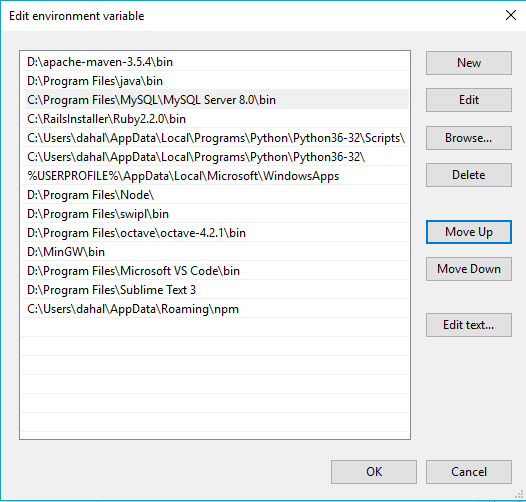 Edit environment variable
D:\apache-maven-3.5.4\bin
D:\Program Files\java\bin
C:\Program Files\MySQL\MySQL Server 8.0\bin
C:\RailsInstaller\Ruby2.2.0\bin
C:\Users\dahal\AppData\Local\Programs\Python\Python36-32\Scripts\
C:\Users\dahal\AppData\Local\Programs\Python\Python36-32\
%USERPROFILE%\AppData\Local\Microsoft\WindowsApps
D:\Program Files\Node\
D:\Program Files\swipl\bin
D:\Program Files\octave\octave-4.2.1\bin
D:\MinGW\bin
D:\Program Files\Microsoft VS Code\bin
D:\Program Files\Sublime Text 3
C:\Users\dahal\AppData\Roaming\npm
New
Edit
Browse...
Delete
Move Up
Move Down
Edit text...
OK
Cancel